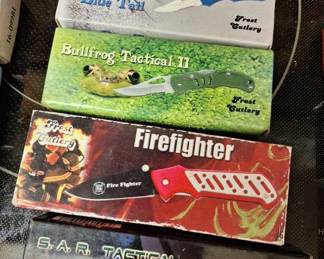 Blue Tail
Frost
Cutlery
Bullfrog Tactical II
Frost
Cutlery
Frost
Cutlery
Firefighter
Fire Fighter
S.A.R. TACTICAL